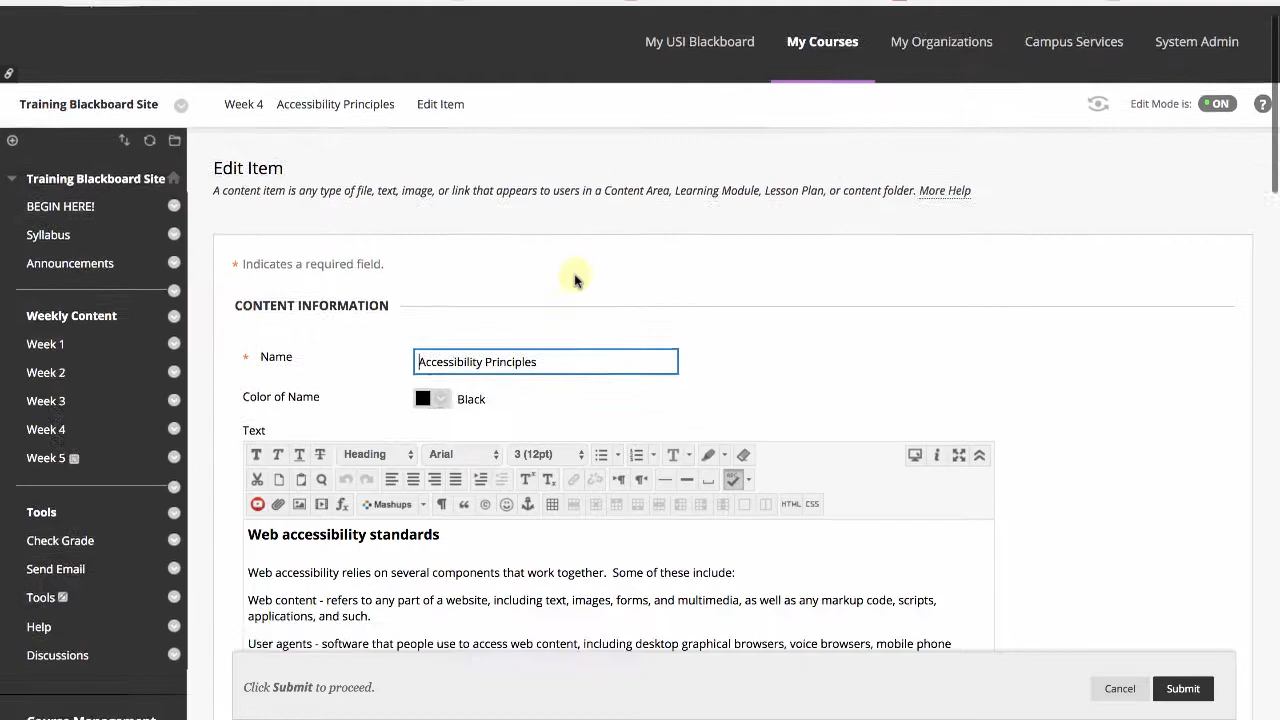 My USI Blackboard My Courses My Organizations Campus Services System Admin
Training Blackboard Site Week 4 Accessibility Principles Edit Item Edit Mode is: ON ?
Training Blackboard Site
BEGIN HERE!
Syllabus
Announcements
Weekly Content
Week 1
Week 2
Week 3
Week 4
Week 5
Tools
Check Grade
Send Email
Tools
Help
Discussions
Course Management
Edit Item
A content item is any type of file, text, image, or link that appears to users in a Content Area, Learning Module, Lesson Plan, or content folder. More Help
* Indicates a required field.
CONTENT INFORMATION
* Name Accessibility Principles
Color of Name Black
Text
T T T T Heading Arial 3 (12pt) T
Mashups HTML CSS
Web accessibility standards
Web accessibility relies on several components that work together. Some of these include:
Web content - refers to any part of a website, including text, images, forms, and multimedia, as well as any markup code, scripts,
applications, and such.
User agents - software that people use to access web content, including desktop graphical browsers, voice browsers, mobile phone
Click Submit to proceed. Cancel Submit